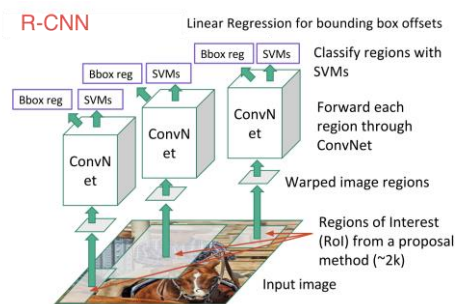 R-CNN
Linear Regression for bounding box offsets
Bbox reg SVMs
Classify regions with
SVMs
Bbox reg SVMs
Bbox reg SVMs
Forward each
region through
ConvNet
ConvN
et
ConvN
et
ConvN
et
Warped image regions
Regions of Interest
(RoI) from a proposal
method (~2k)
Input image